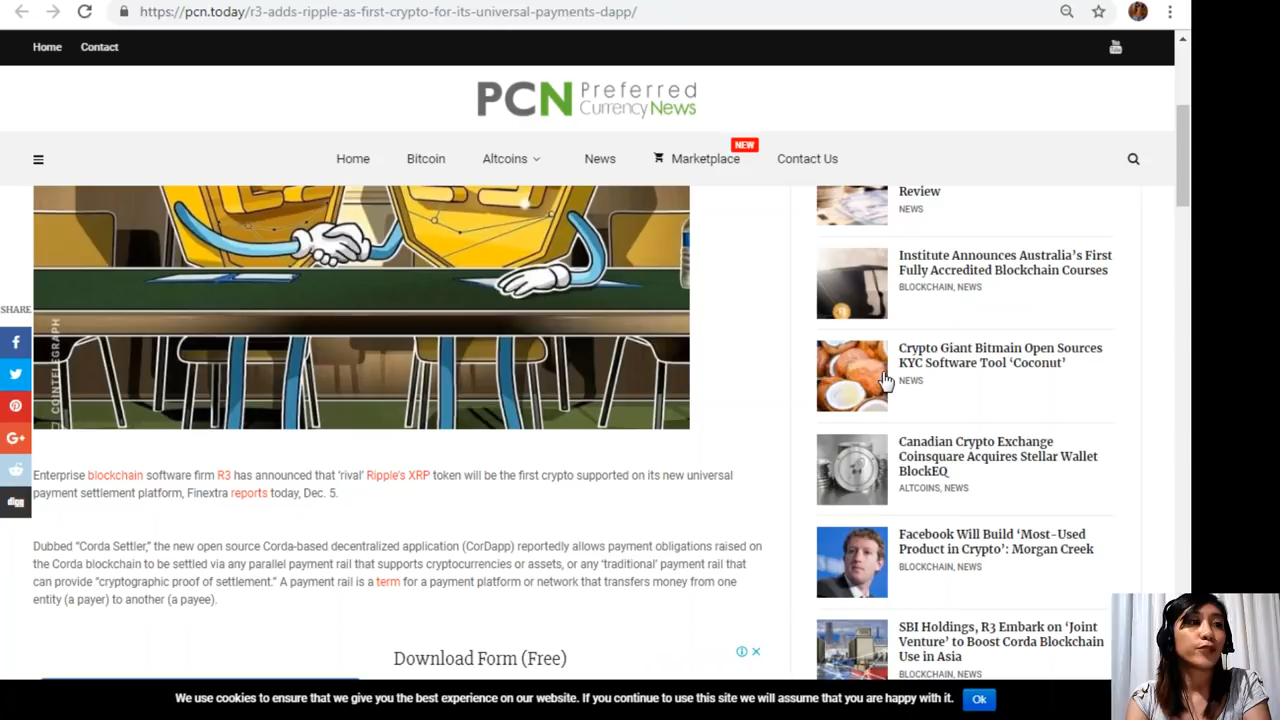 https://pcn.today/r3-adds-ripple-as-first-crypto-for-its-universal-payments-dapp/
Home Contact
You Tube
PCN Preferred Currency News
NEW
Home Bitcoin Altcoins News Marketplace Contact Us
Review
NEWS
Institute Announces Australia's First
Fully Accredited Blockchain Courses
BLOCKCHAIN, NEWS
SHARE
COINTELEGRAPH
Crypto Giant Bitmain Open Sources
KYC Software Tool 'Coconut'
NEWS
Canadian Crypto Exchange
Coinsquare Acquires Stellar Wallet
BlockEQ
ALTCOINS, NEWS
Enterprise blockchain software firm R3 has announced that 'rival' Ripple's XRP token will be the first crypto supported on its new universal
payment settlement platform, Finextra reports today, Dec. 5.
digg
Facebook Will Build 'Most-Used
Product in Crypto': Morgan Creek
BLOCKCHAIN, NEWS
Dubbed "Corda Settler," the new open source Corda-based decentralized application (CorDapp) reportedly allows payment obligations raised on
the Corda blockchain to be settled via any parallel payment rail that supports cryptocurrencies or assets, or any 'traditional' payment rail that
can provide "cryptographic proof of settlement." A payment rail is a term for a payment platform or network that transfers money from one
entity (a payer) to another (a payee).
SBI Holdings, R3 Embark on 'Joint
Venture' to Boost Corda Blockchain
Use in Asia
BLOCKCHAIN, NEWS
Download Form (Free)
We use cookies to ensure that we give you the best experience on our website. If you continue to use this site we will assume that you are happy with it. Ok